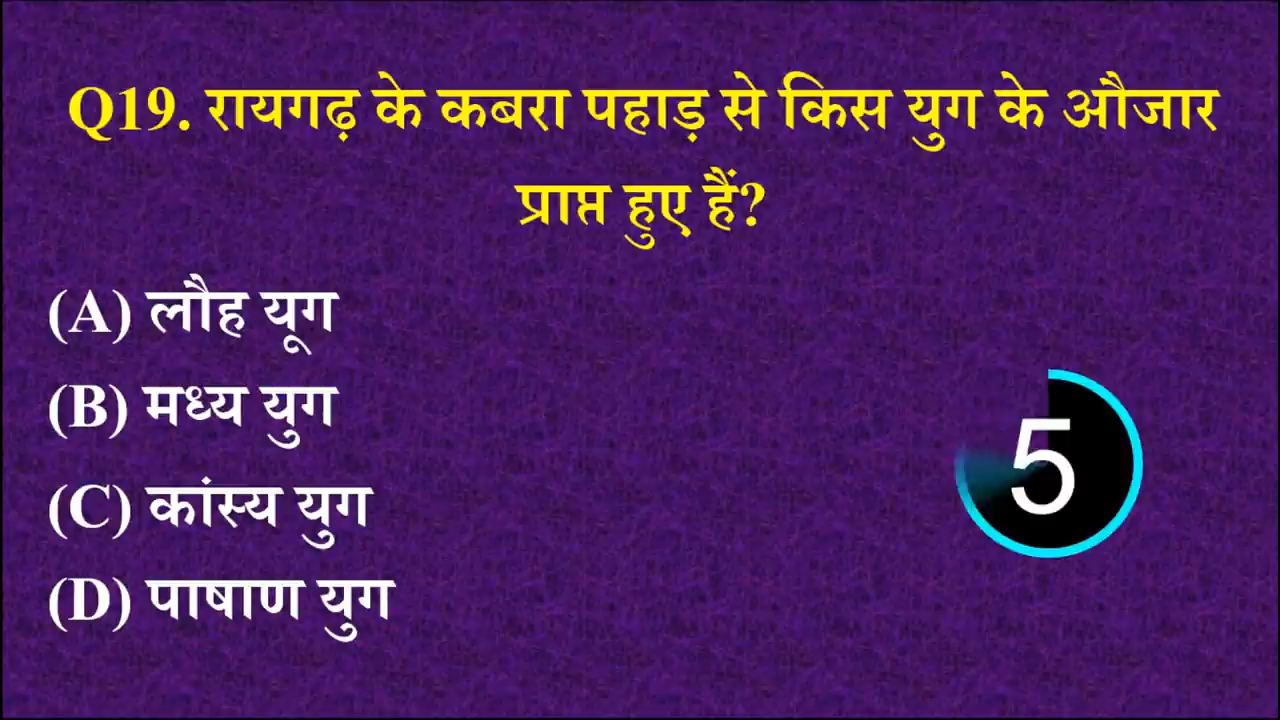 Q19. रायगढ़ के कबरा पहाड़ से किस युग के औजार
प्राप्त हुए हैं?
(A) लौह यूग
(B) मध्य युग
(C) कांस्य युग
(D) पाषाण युग
5